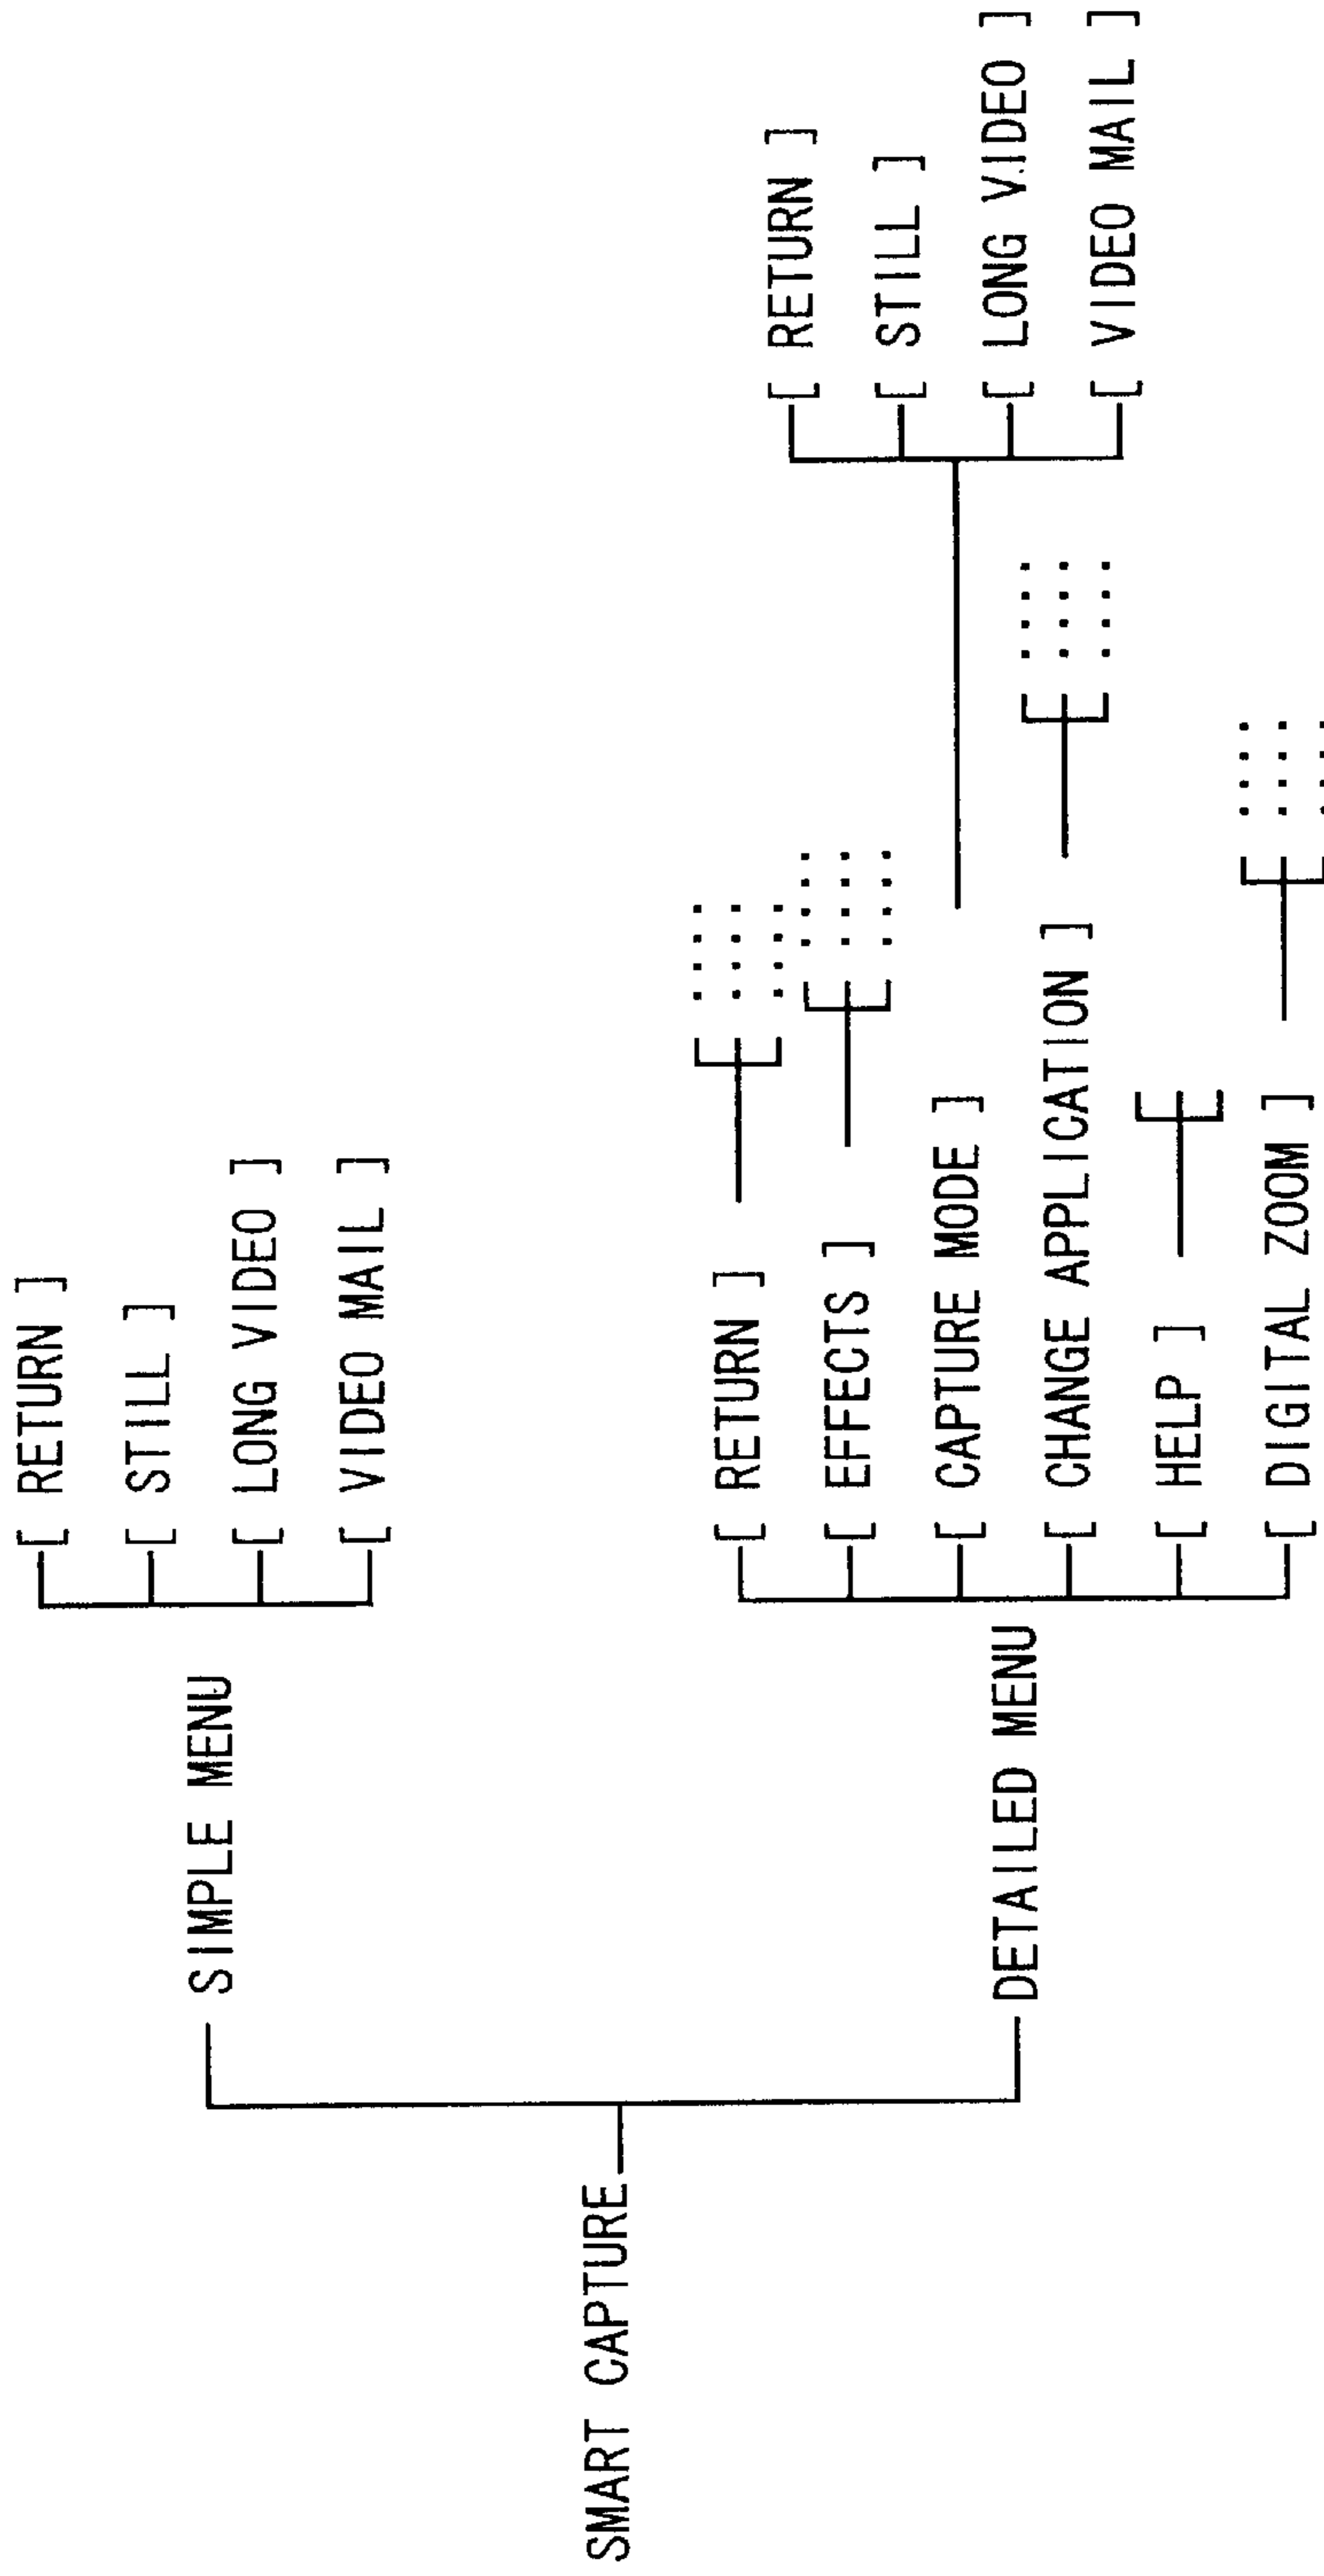 SMART CAPTURE
SIMPLE MENU
[ RETURN ]
[ STILL ]
[ LONG VIDEO ]
[ VIDEO MAIL ]
DETAILED MENU
[ RETURN ]
[ EFFECTS ]
[ CAPTURE MODE ]
[ RETURN ]
[ STILL ]
[ LONG VIDEO ]
[ VIDEO MAIL ]
[ CHANGE APPLICATION ]
[ HELP ]
[ DIGITAL ZOOM ]